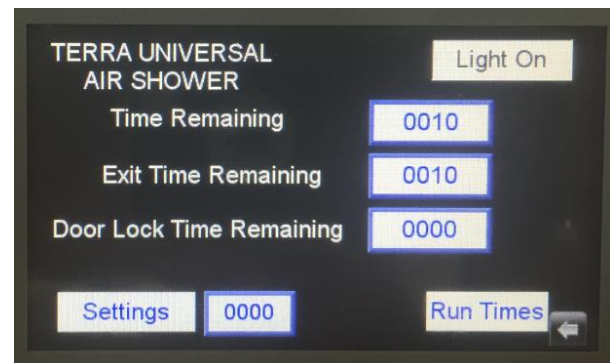 TERRA UNIVERSAL
AIR SHOWER
Light On
Time Remaining 0010
Exit Time Remaining 0010
Door Lock Time Remaining 0000
Settings 0000 Run Times